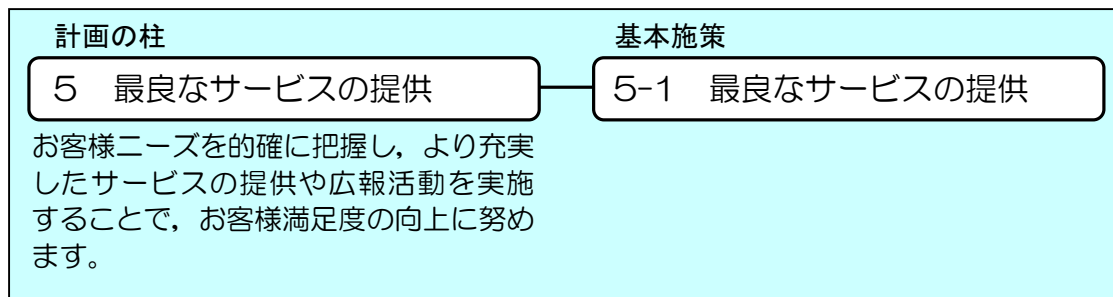 計画の柱
基本施策
5　最良なサービスの提供
5-1　最良なサービスの提供
お客様ニーズを的確に把握し，より充実
したサービスの提供や広報活動を実施
することで，お客様満足度の向上に努め
ます。